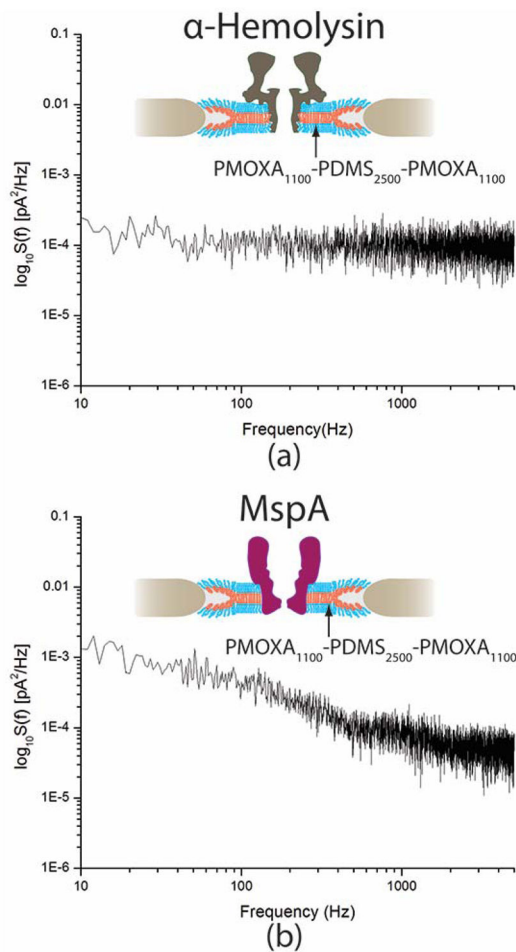 α-Hemolysin
0.1
0.01
1E-3
1E-4
1E-5
1E-6
log₁₀S(f) [pA²/Hz]
PMOXA₁₁₀₀-PDMS₂₅₀₀-PMOXA₁₁₀₀
10 100 1000
Frequency(Hz)
(a)
MspA
0.1
0.01
1E-3
1E-4
1E-5
1E-6
log₁₀S(f) [pA²/Hz]
PMOXA₁₁₀₀-PDMS₂₅₀₀-PMOXA₁₁₀₀
10 100 1000
Frequency (Hz)
(b)